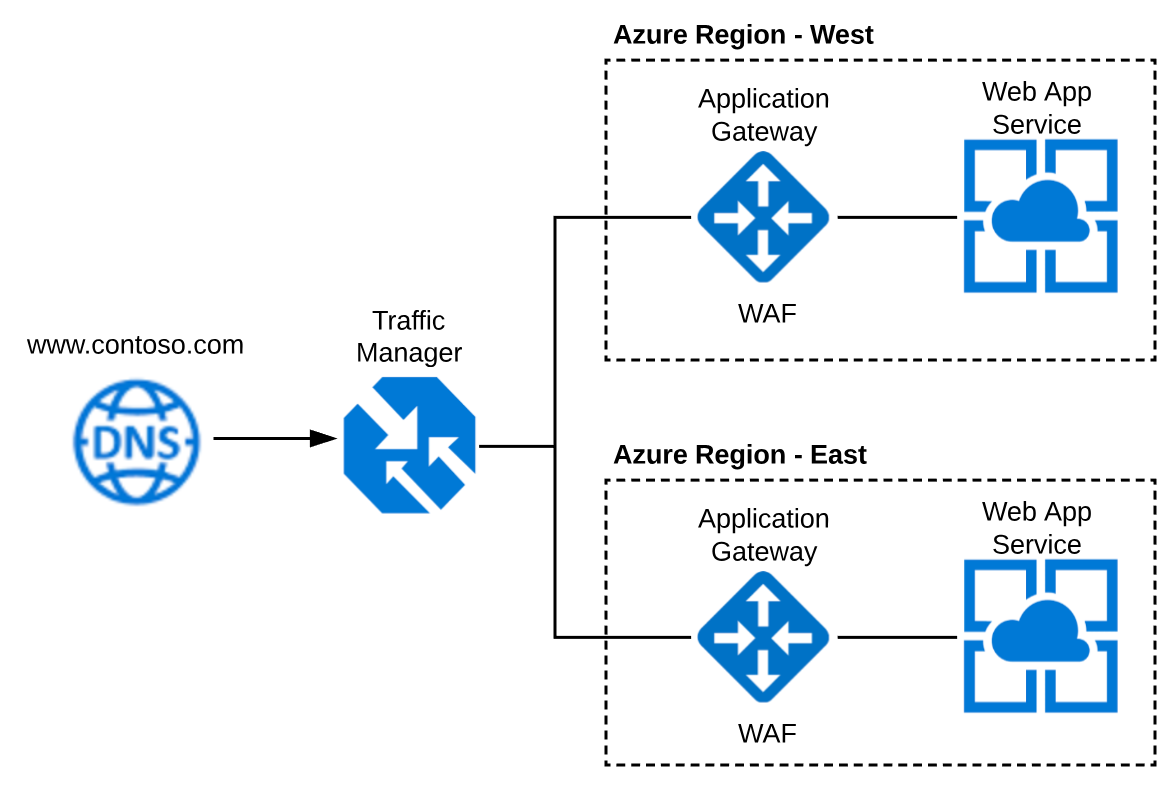 Azure Region - West
Application
Gateway
Web App
Service
WAF
www.contoso.com
DNS
Traffic
Manager
Azure Region - East
Application
Gateway
Web App
Service
WAF